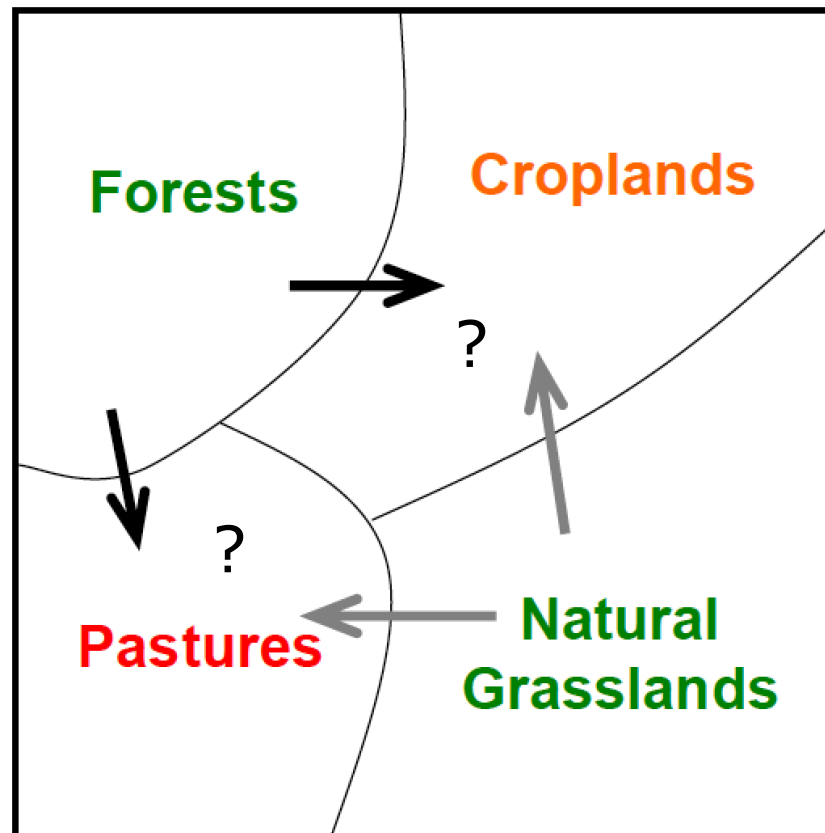 Forests
Croplands
?
?
Pastures
Natural
Grasslands